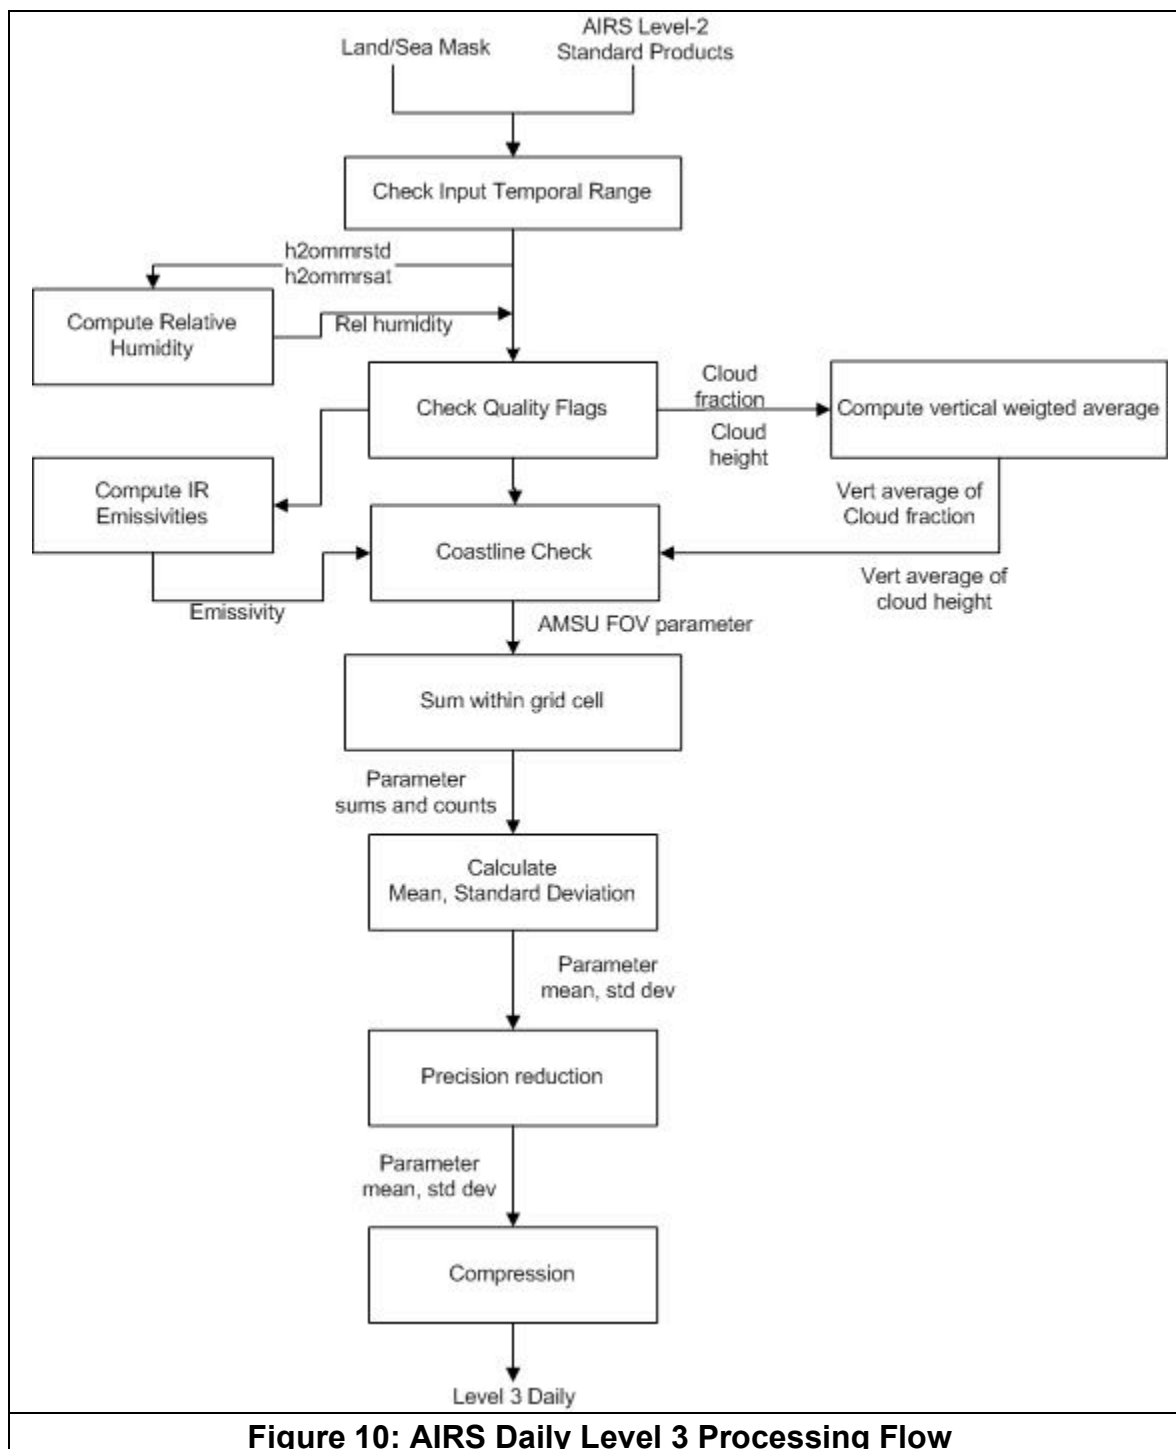 Land/Sea Mask
AIRS Level-2
Standard Products
Check Input Temporal Range
h2ommrstd
h2ommrsat
Compute Relative
Humidity
Rel humidity
Check Quality Flags
Cloud
fraction
Cloud
height
Compute vertical weigted average
Compute IR
Emissivities
Vert average of
Cloud fraction
Coastline Check
Emissivity
Vert average of
cloud height
AMSU FOV parameter
Sum within grid cell
Parameter
sums and counts
Calculate
Mean, Standard Deviation
Parameter
mean, std dev
Precision reduction
Parameter
mean, std dev
Compression
Level 3 Daily
Figure 10: AIRS Daily Level 3 Processing Flow